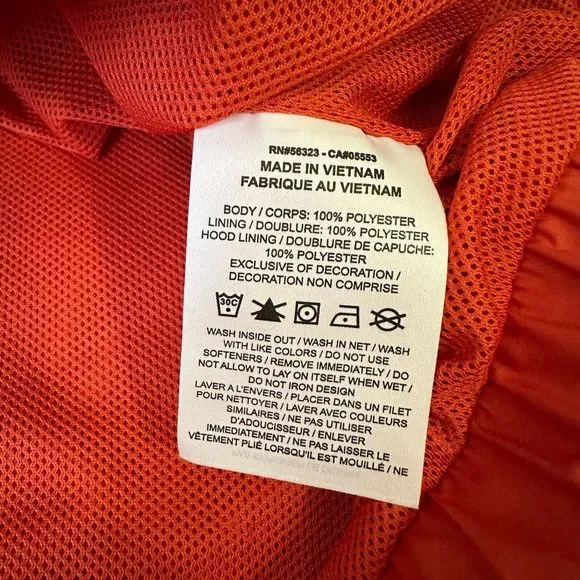 RN#56323 - CA#05553
MADE IN VIETNAM
FABRIQUE AU VIETNAM
BODY / CORPS: 100% POLYESTER
LINING / DOUBLURE: 100% POLYESTER
HOOD LINING / DOUBLURE DE CAPUCHE:
100% POLYESTER
EXCLUSIVE OF DECORATION /
DECORATION NON COMPRISE
30C
WASH INSIDE OUT / WASH IN NET / WASH
WITH LIKE COLORS / DO NOT USE
SOFTENERS / REMOVE IMMEDIATELY / DO
NOT ALLOW TO LAY ON ITSELF WHEN WET /
DO NOT IRON DESIGN
LAVER A L'ENVERS / PLACER DANS UN FILET
POUR NETTOYER / LAVER AVEC COULEURS
SIMILAIRES / NE PAS UTILISER
D'ADOUCISSEUR / ENLEVER
IMMEDIATEMENT / NE PAS LAISSER LE
VÊTEMENT PLIÉ LORSQU'IL EST MOUILLÉ / NE